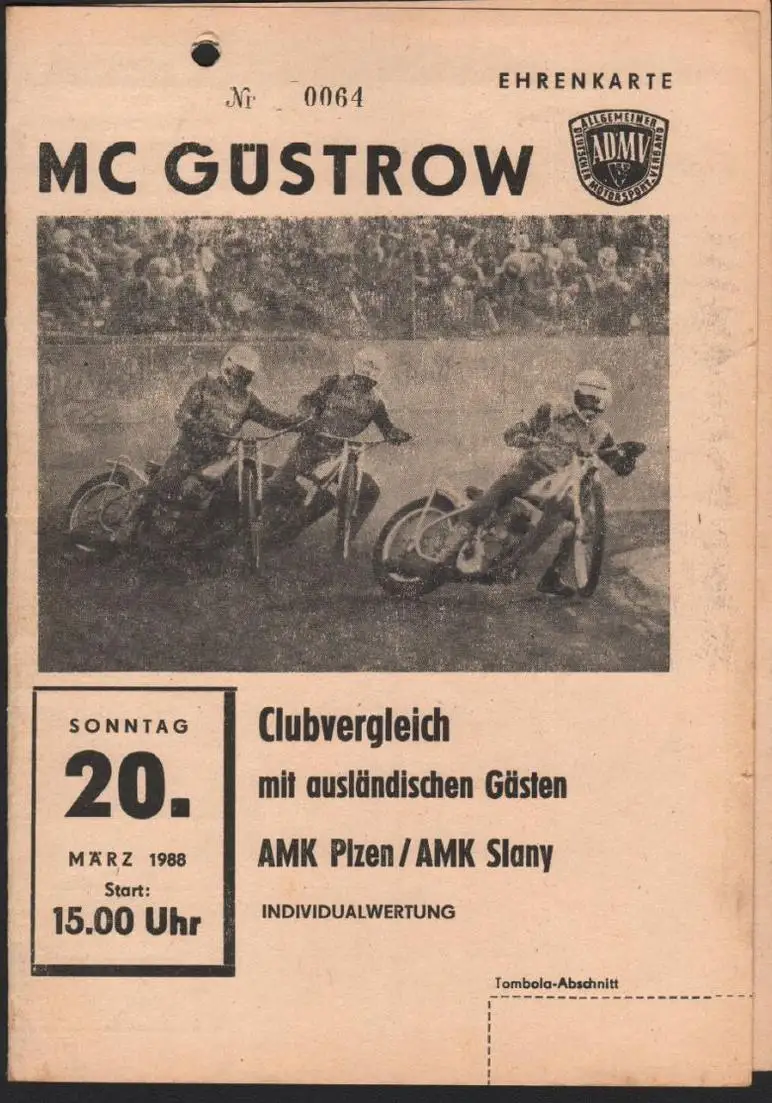 EHRENKARTE
Nr 0064
MC GÜSTROW
ALLGEMEINER
DEUTSCHER MOTORSPORT-VERBAND
ADMV
SONNTAG
20.
MÄRZ 1988
Start:
15.00 Uhr
Clubvergleich
mit ausländischen Gästen
AMK Plzen/AMK Slany
INDIVIDUALWERTUNG
Tombola-Abschnitt